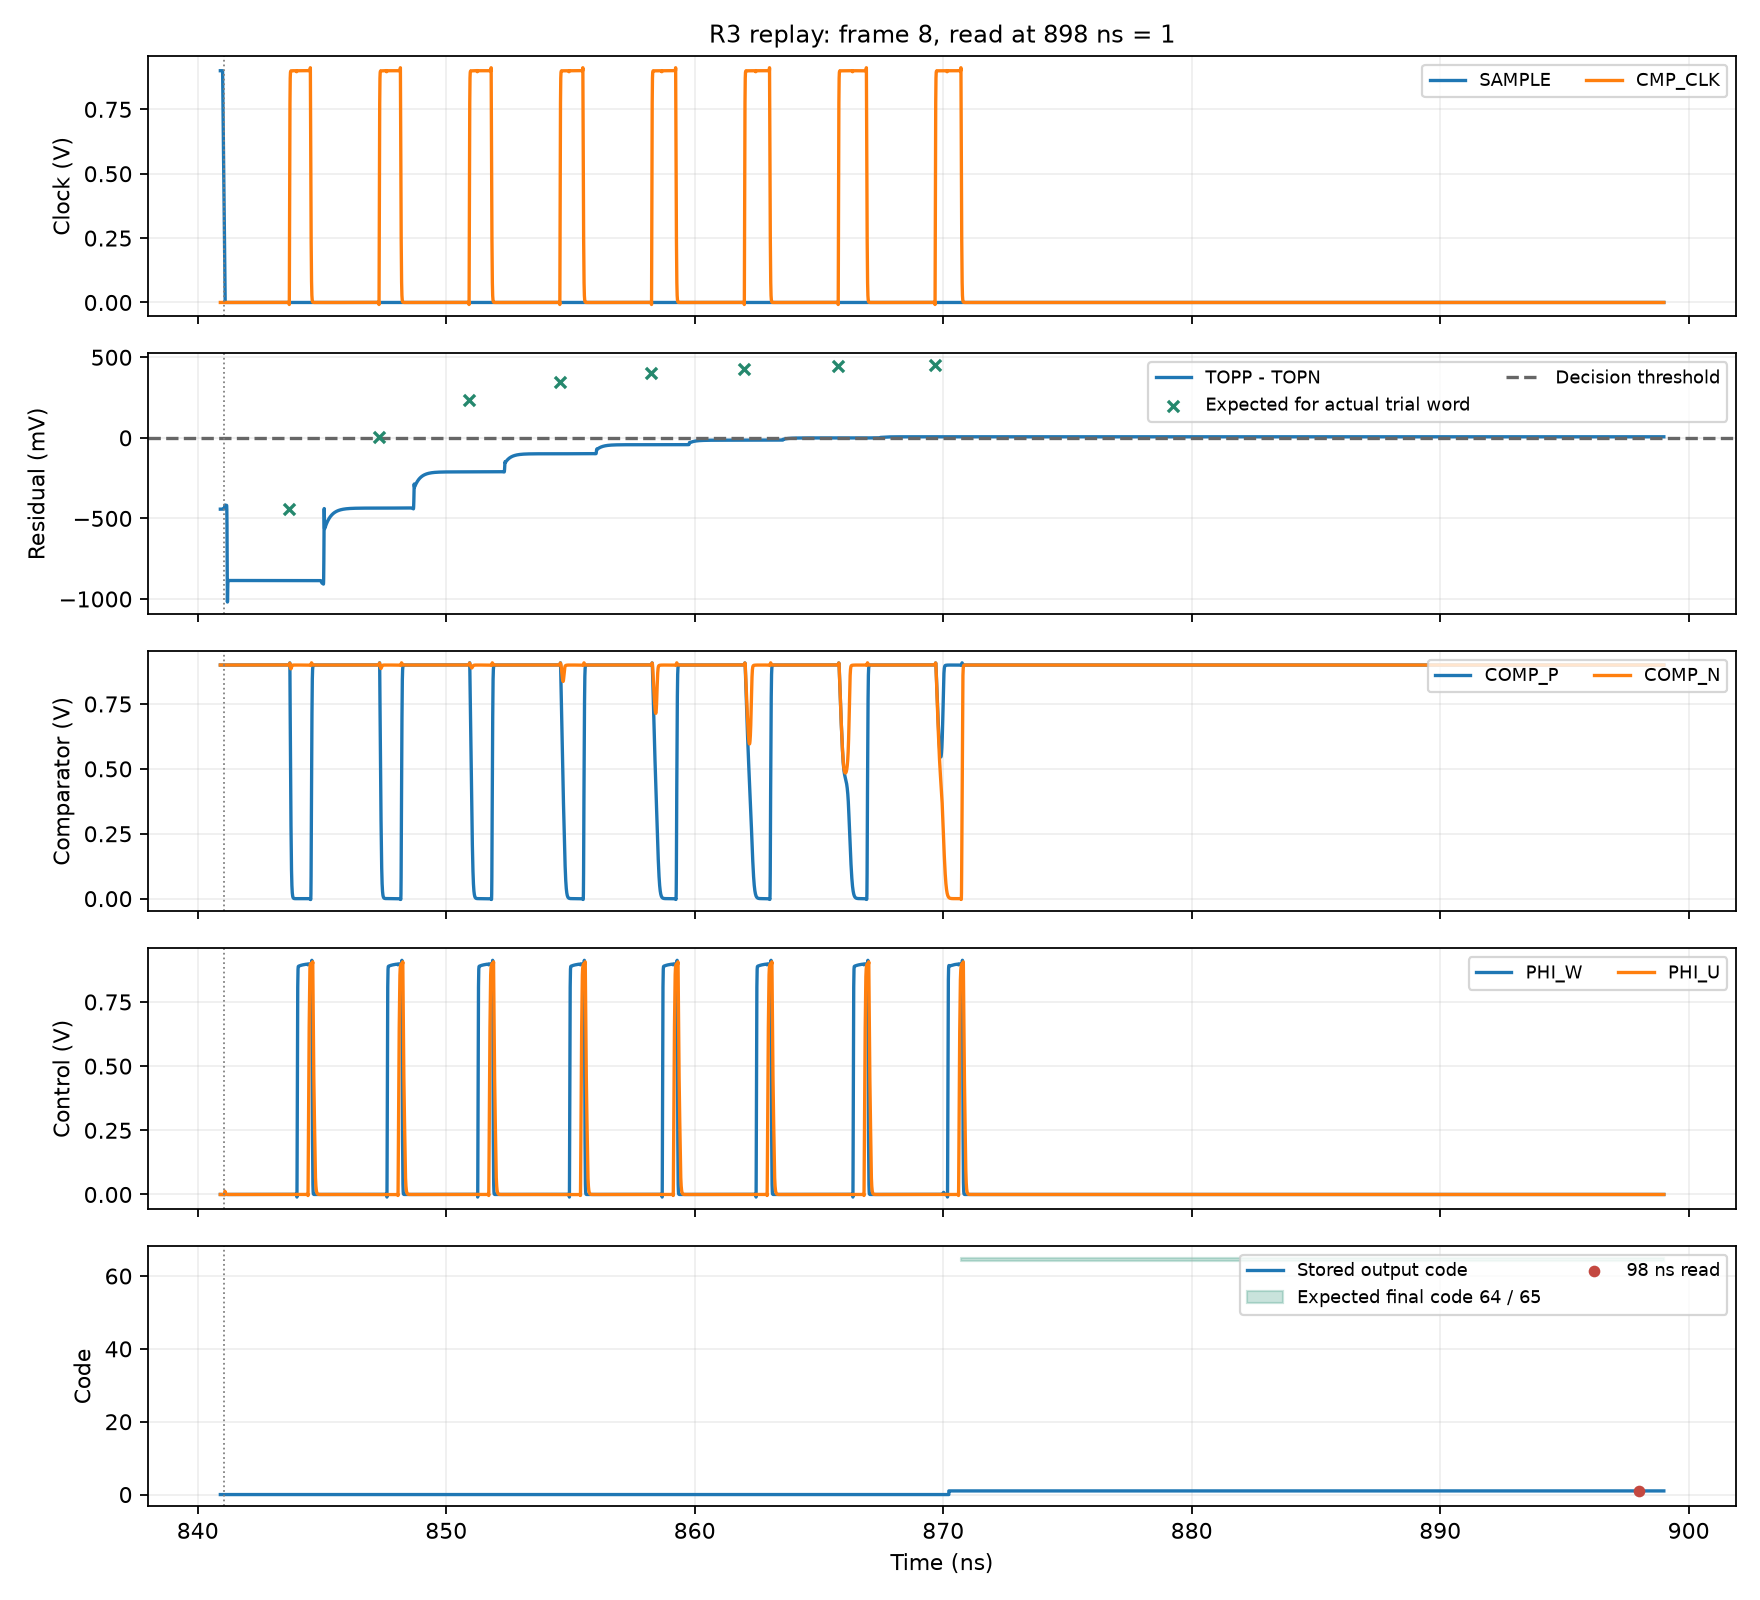 R3 replay: frame 8, read at 898 ns = 1
Clock (V)
0.75
0.50
0.25
0.00
SAMPLE
CMP_CLK
Residual (mV)
500
0
−500
−1000
TOPP - TOPN
Expected for actual trial word
Decision threshold
Comparator (V)
0.75
0.50
0.25
0.00
COMP_P
COMP_N
Control (V)
0.75
0.50
0.25
0.00
PHI_W
PHI_U
Code
60
40
20
0
Stored output code
Expected final code 64 / 65
98 ns read
840
850
860
870
880
890
900
Time (ns)